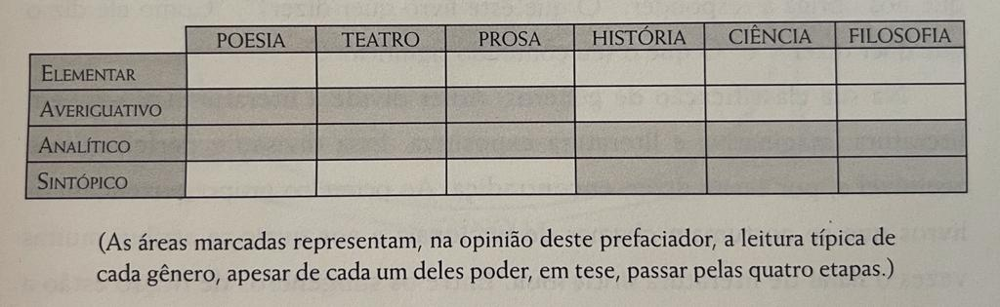 POESIA TEATRO PROSA HISTÓRIA CIÊNCIA FILOSOFIA
ELEMENTAR
AVERIGUATIVO
ANALÍTICO
SINTÓPICO
(As áreas marcadas representam, na opinião deste prefaciador, a leitura típica de
cada gênero, apesar de cada um deles poder, em tese, passar pelas quatro etapas.)